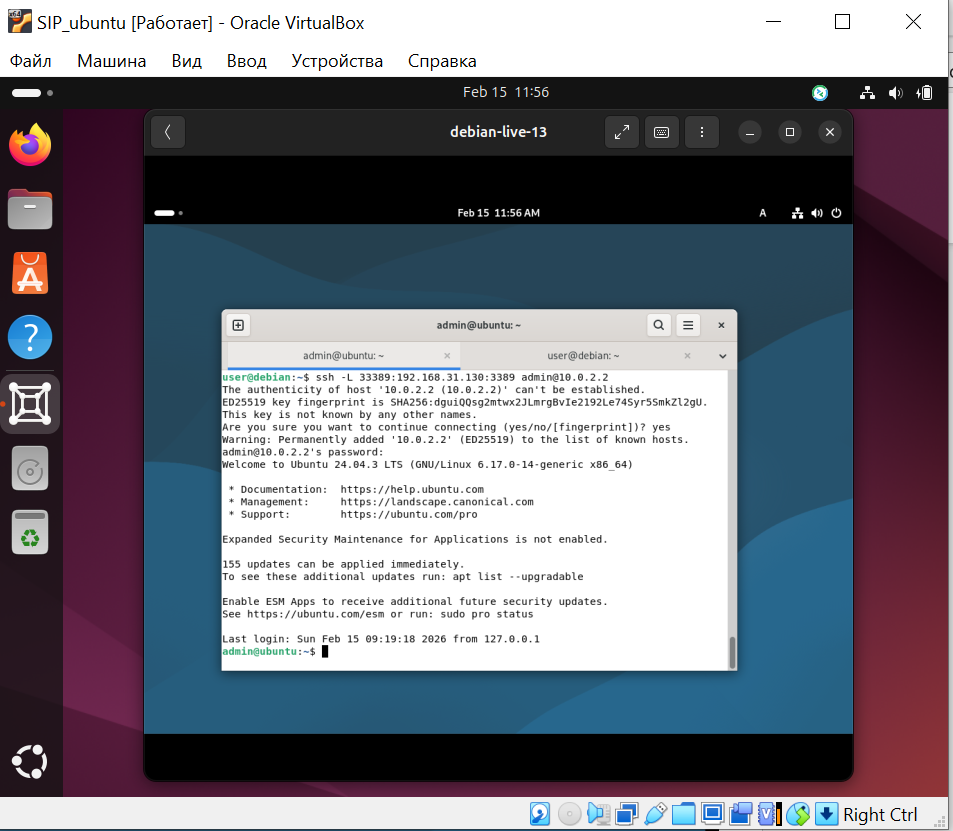 SIP_ubuntu [Работает] - Oracle VirtualBox
Файл Машина Вид Ввод Устройства Справка
Feb 15 11:56
debian-live-13
Feb 15 11:56 AM
A
admin@ubuntu: ~
admin@ubuntu: ~
user@debian: ~
user@debian:~$ ssh -L 33389:192.168.31.130:3389 admin@10.0.2.2
The authenticity of host '10.0.2.2 (10.0.2.2)' can't be established.
ED25519 key fingerprint is SHA256:dguiQQsg2mtwx2JLmrgBvIe2192Le74Syr5SmkZl2gU.
This key is not known by any other names.
Are you sure you want to continue connecting (yes/no/[fingerprint])? yes
Warning: Permanently added '10.0.2.2' (ED25519) to the list of known hosts.
admin@10.0.2.2's password:
Welcome to Ubuntu 24.04.3 LTS (GNU/Linux 6.17.0-14-generic x86_64)
* Documentation: https://help.ubuntu.com
* Management: https://landscape.canonical.com
* Support: https://ubuntu.com/pro
Expanded Security Maintenance for Applications is not enabled.
155 updates can be applied immediately.
To see these additional updates run: apt list --upgradable
Enable ESM Apps to receive additional future security updates.
See https://ubuntu.com/esm or run: sudo pro status
Last login: Sun Feb 15 09:19:18 2026 from 127.0.0.1
admin@ubuntu:~$
Right Ctrl